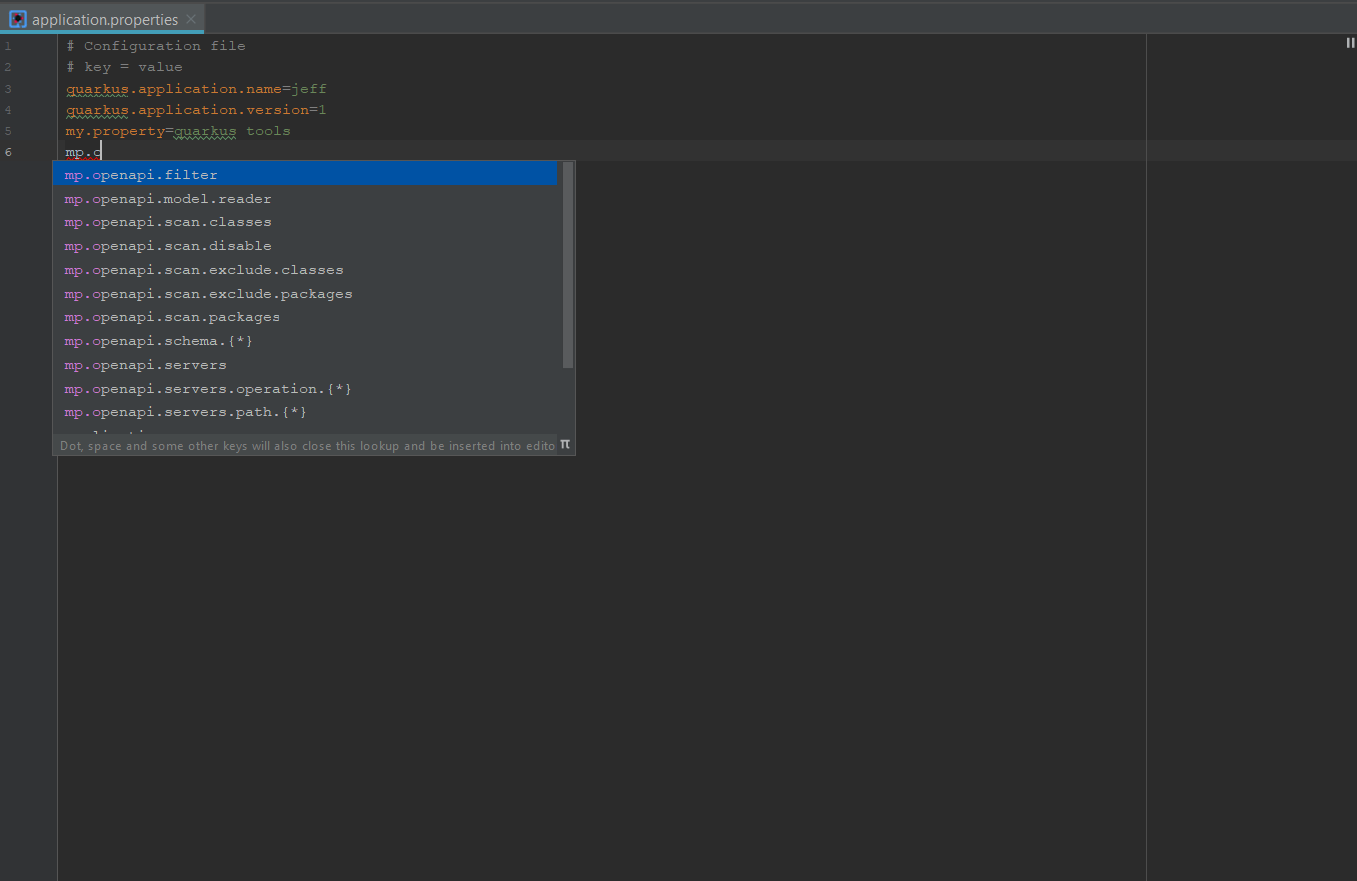 application.properties
1 # Configuration file
2 # key = value
3 quarkus.application.name=jeff
4 quarkus.application.version=1
5 my.property=quarkus tools
6 mp.o
mp.openapi.filter
mp.openapi.model.reader
mp.openapi.scan.classes
mp.openapi.scan.disable
mp.openapi.scan.exclude.classes
mp.openapi.scan.exclude.packages
mp.openapi.scan.packages
mp.openapi.schema.{*}
mp.openapi.servers
mp.openapi.servers.operation.{*}
mp.openapi.servers.path.{*}
Dot, space and some other keys will also close this lookup and be inserted into edito π